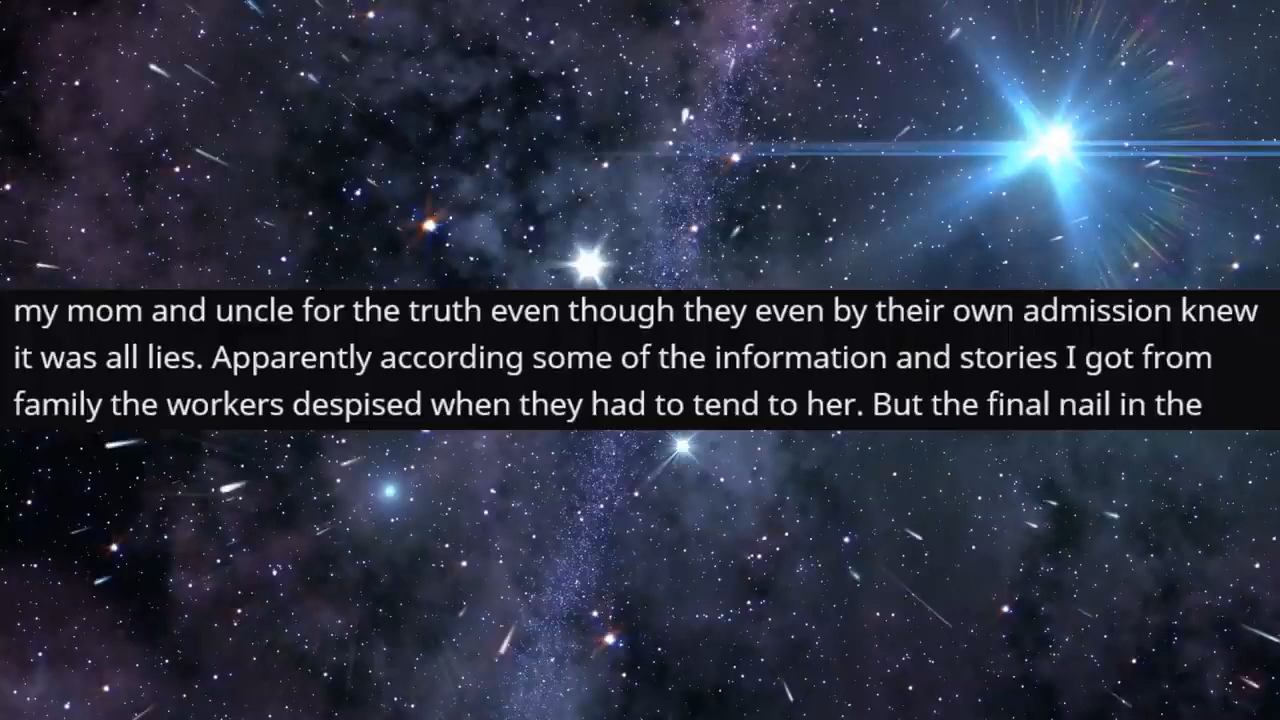 my mom and uncle for the truth even though they even by their own admission knew
it was all lies. Apparently according some of the information and stories I got from
family the workers despised when they had to tend to her. But the final nail in the